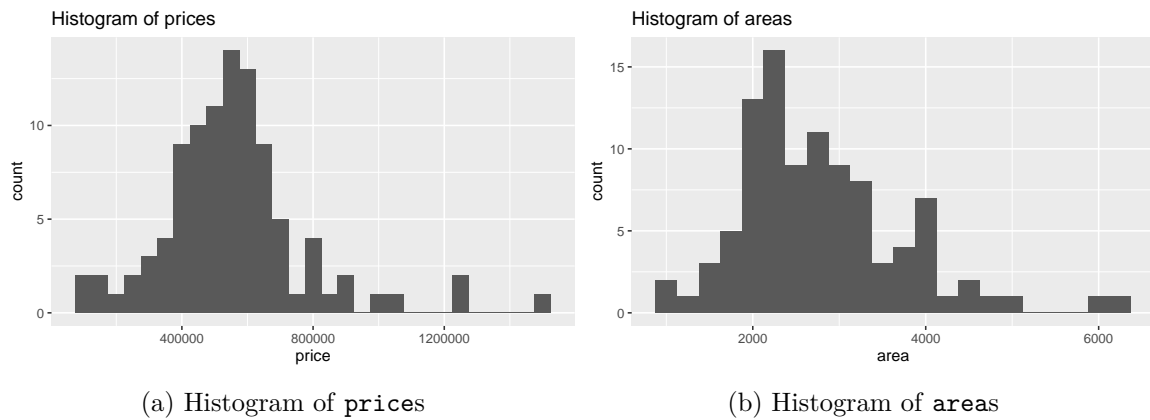 Histogram of prices
count
10
5
0
400000 800000 1200000
price
(a) Histogram of prices
Histogram of areas
count
15
10
5
0
2000 4000 6000
area
(b) Histogram of areas